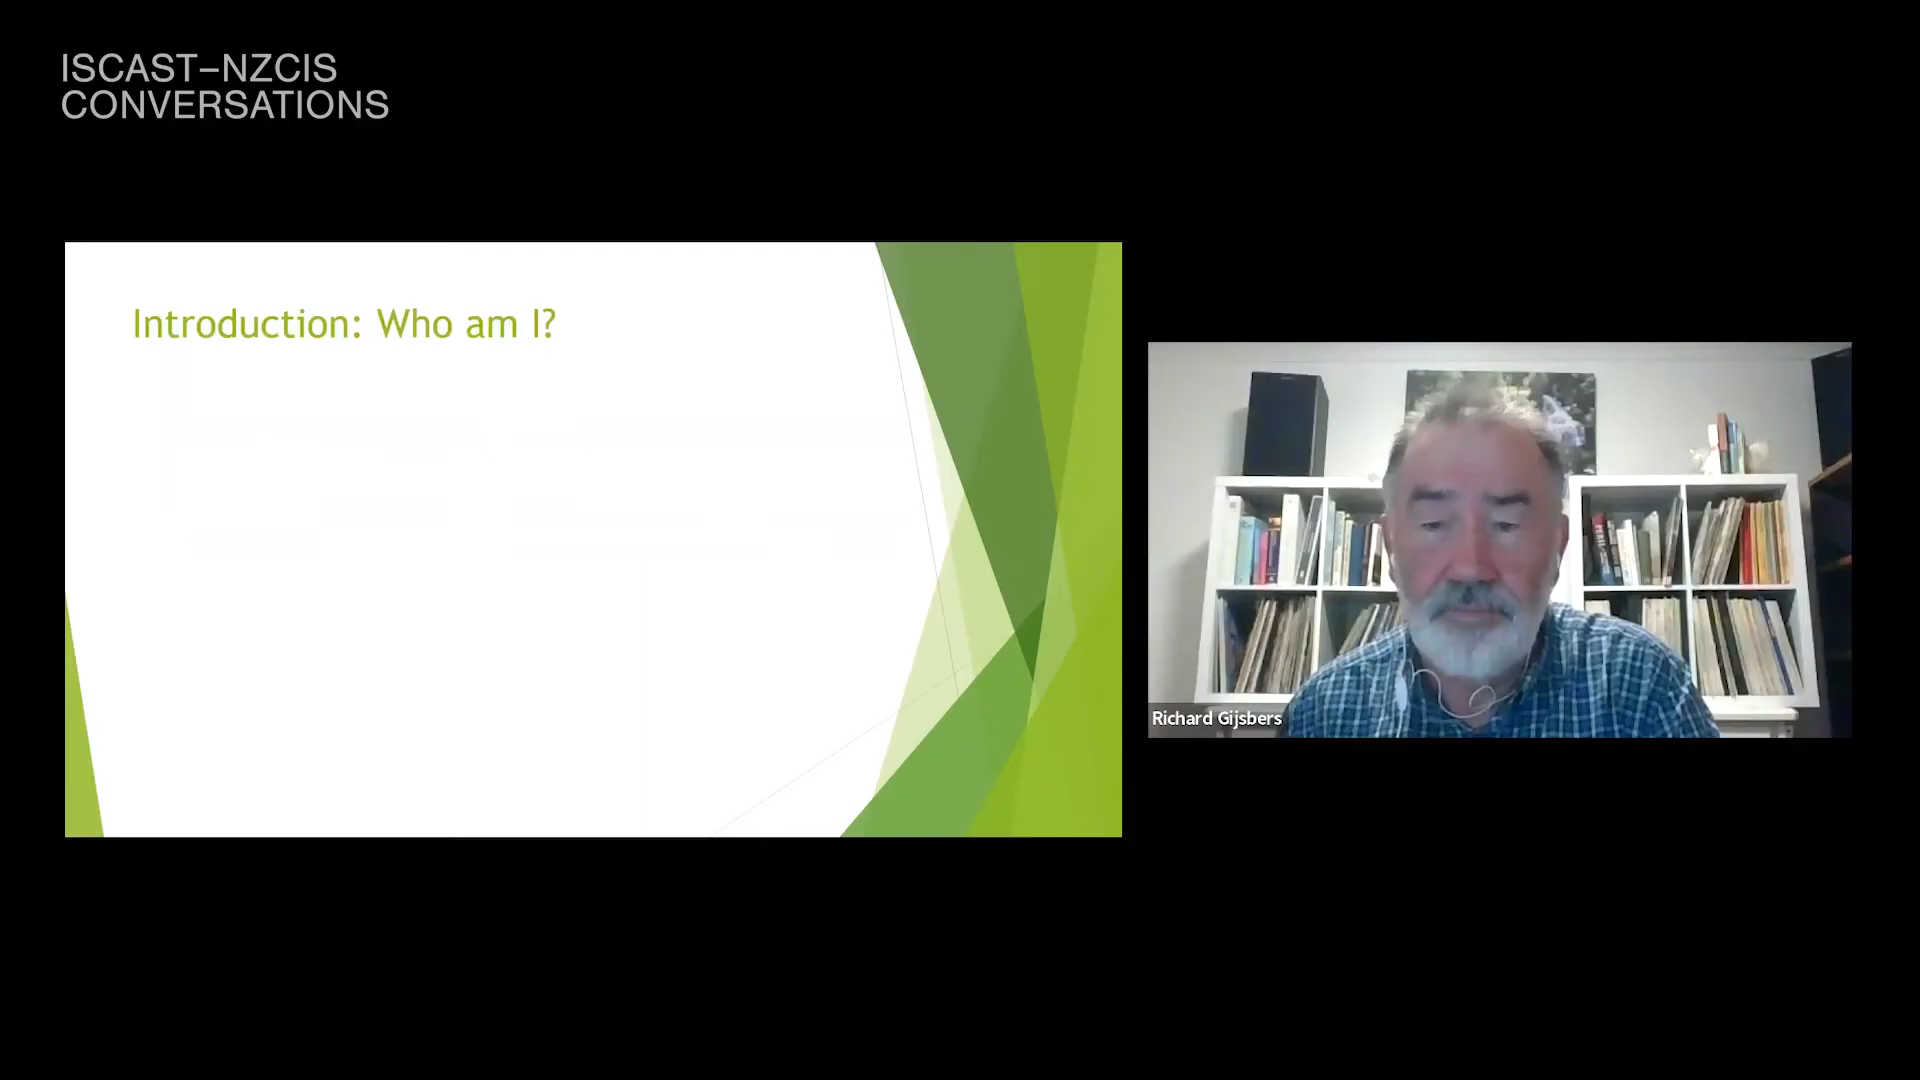 ISCAST–NZCIS
CONVERSATIONS
Introduction: Who am I?
Richard Gijsbers